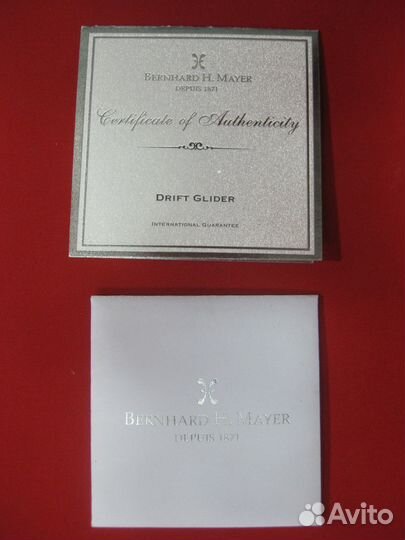 BERNHARD H. MAYER
DEPUIS 1871
Certificate of Authenticity
DRIFT GLIDER
INTERNATIONAL GUARANTEE
BERNHARD H. MAYER
DEPUIS 1871
Avito